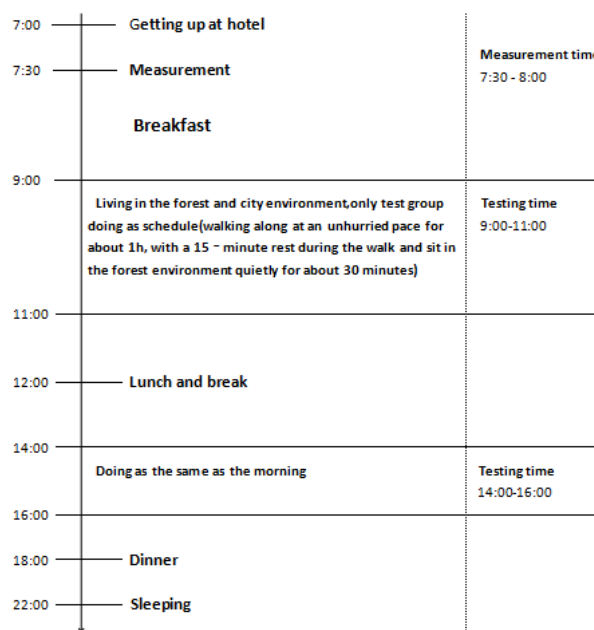 7:00 Getting up at hotel
Measurement time
7:30 Measurement
7:30 - 8:00
Breakfast
9:00
Living in the forest and city environment,only test group
doing as schedule(walking along at an unhurried pace for
about 1h, with a 15 - minute rest during the walk and sit in
the forest environment quietly for about 30 minutes)
Testing time
9:00-11:00
11:00
12:00 Lunch and break
14:00
Doing as the same as the morning
Testing time
14:00-16:00
16:00
18:00 Dinner
22:00 Sleeping